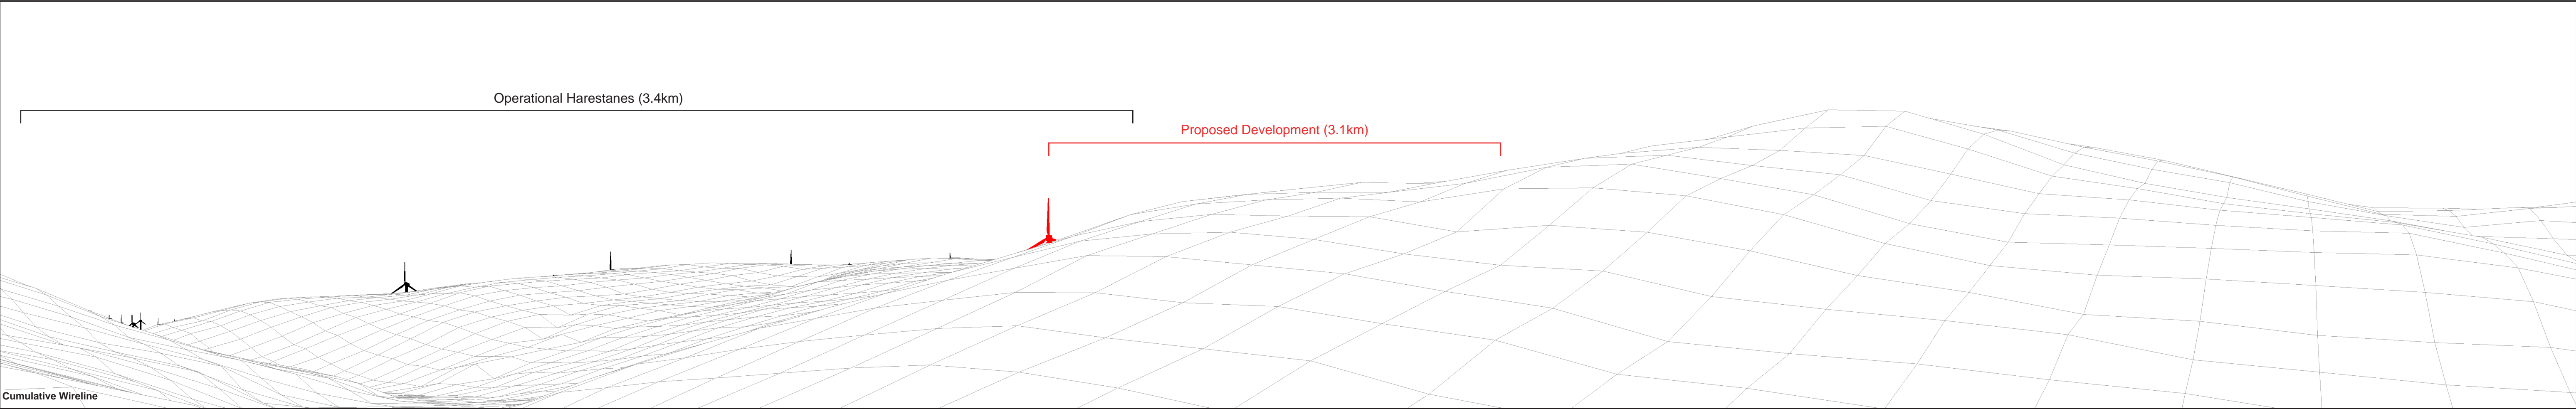 Operational Harestanes (3.4km)
Proposed Development (3.1km)
Cumulative Wireline